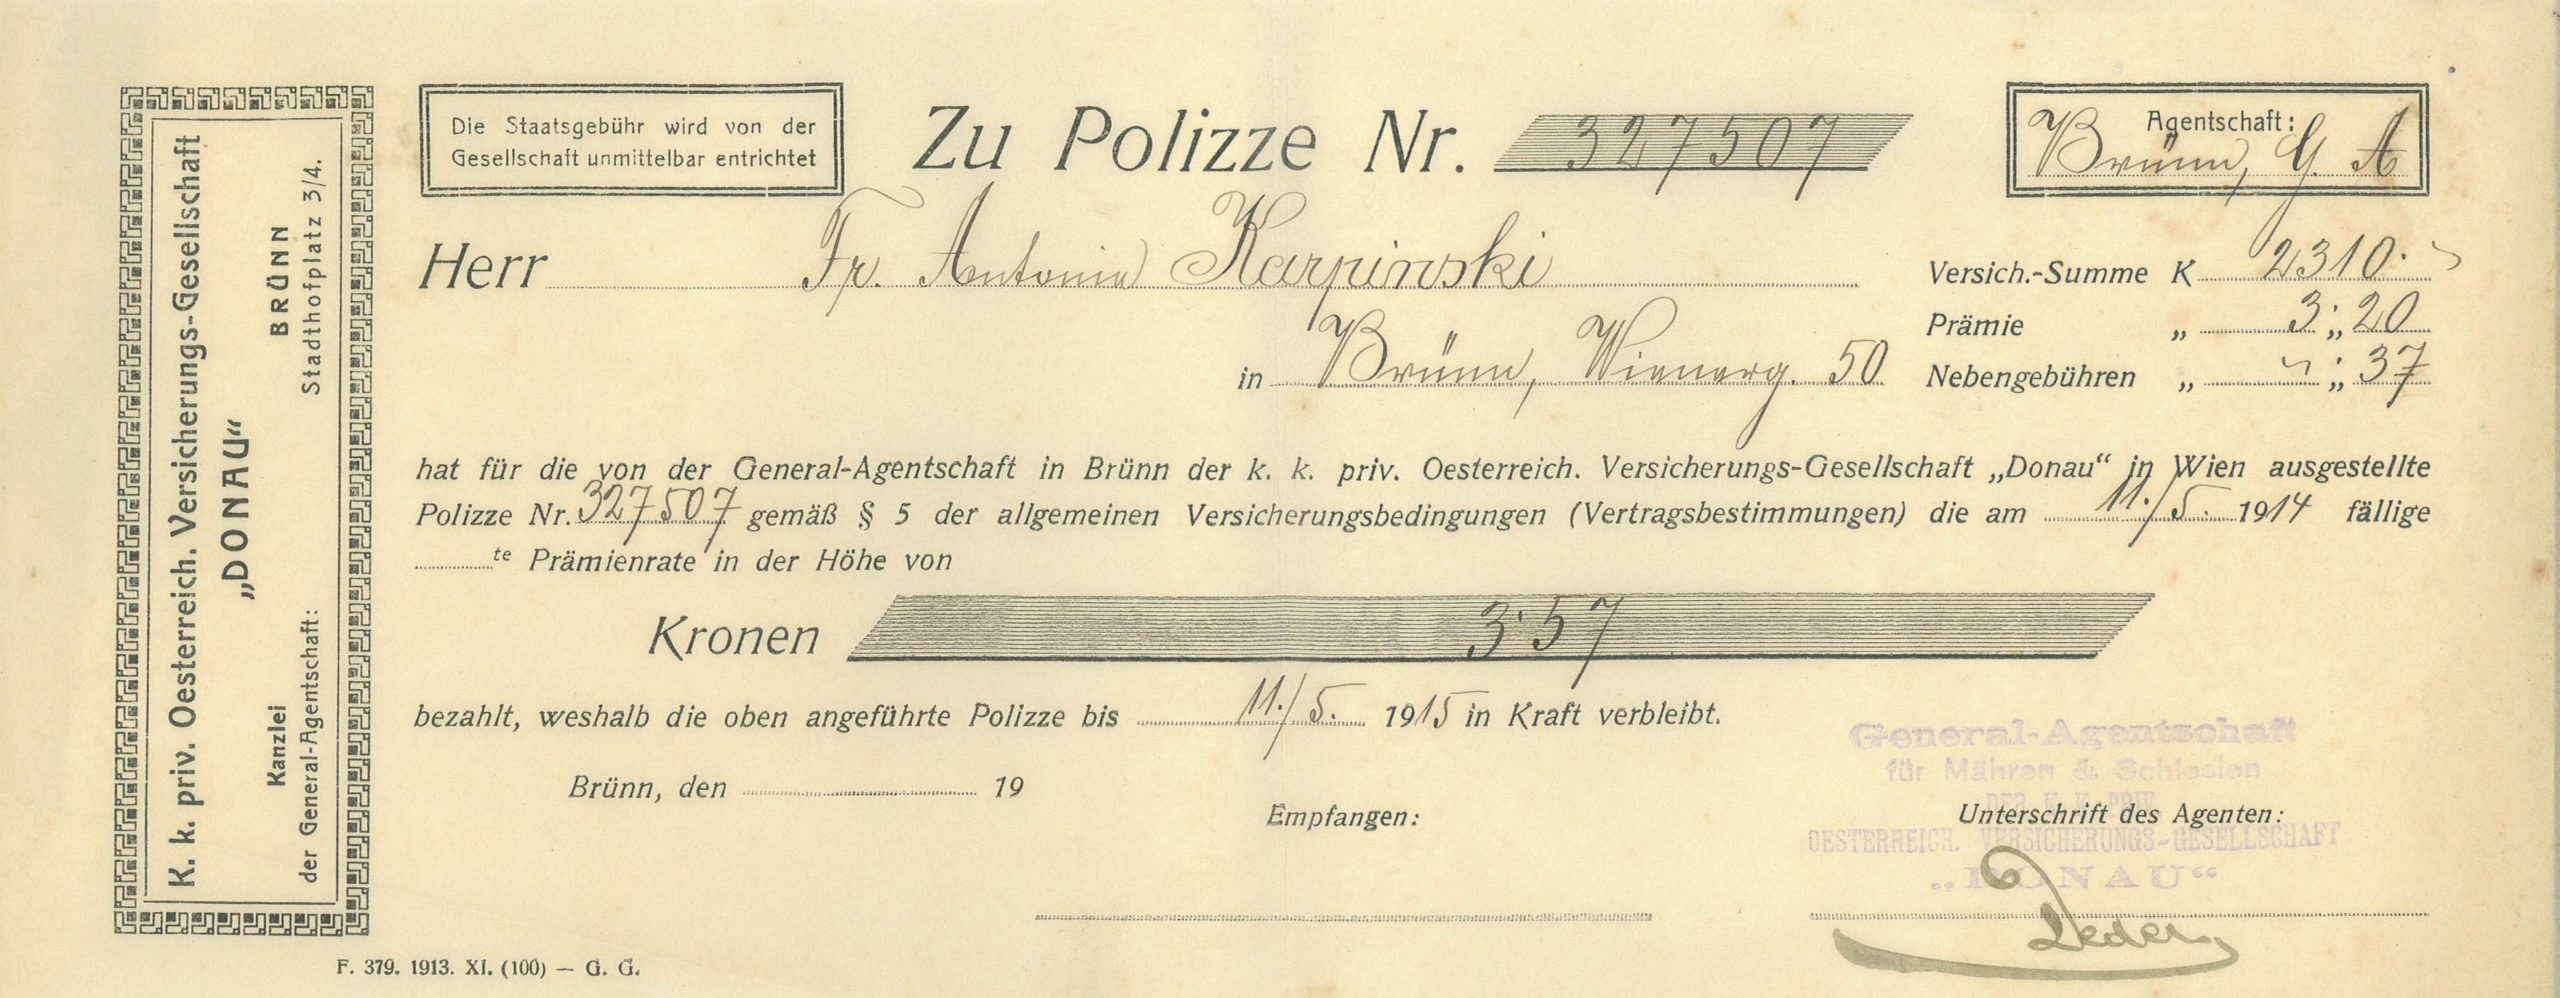 K. k. priv. Oesterreich. Versicherungs-Gesellschaft
„DONAU“
Kanzlei
der General-Agentschaft:
BRÜNN
Stadthofplatz 3/4.
Die Staatsgebühr wird von der
Gesellschaft unmittelbar entrichtet
Zu Polizze Nr. 327507
Agentschaft:
Brünn, G. A
Herr Fr. Antonia Karpinski
in Brünn, Wienerg. 50
Versich.-Summe K 2310·
Prämie „ 3 „ 20
Nebengebühren „ „ 37
hat für die von der General-Agentschaft in Brünn der k. k. priv. Oesterreich. Versicherungs-Gesellschaft „Donau“ in Wien ausgestellte
Polizze Nr. 327507 gemäß § 5 der allgemeinen Versicherungsbedingungen (Vertragsbestimmungen) die am 11./5. 1914 fällige
te Prämienrate in der Höhe von
Kronen 3·57
bezahlt, weshalb die oben angeführte Polizze bis 11./5. 1915 in Kraft verbleibt.
Brünn, den 19
Empfangen:
General-Agentschaft
für Mähren & Schlesien
DER K. K. PRIV.
Unterschrift des Agenten:
OESTERREICH. VERSICHERUNGS-GESELLSCHAFT
„DONAU“
F. 379. 1913. XI. (100) — G. G.